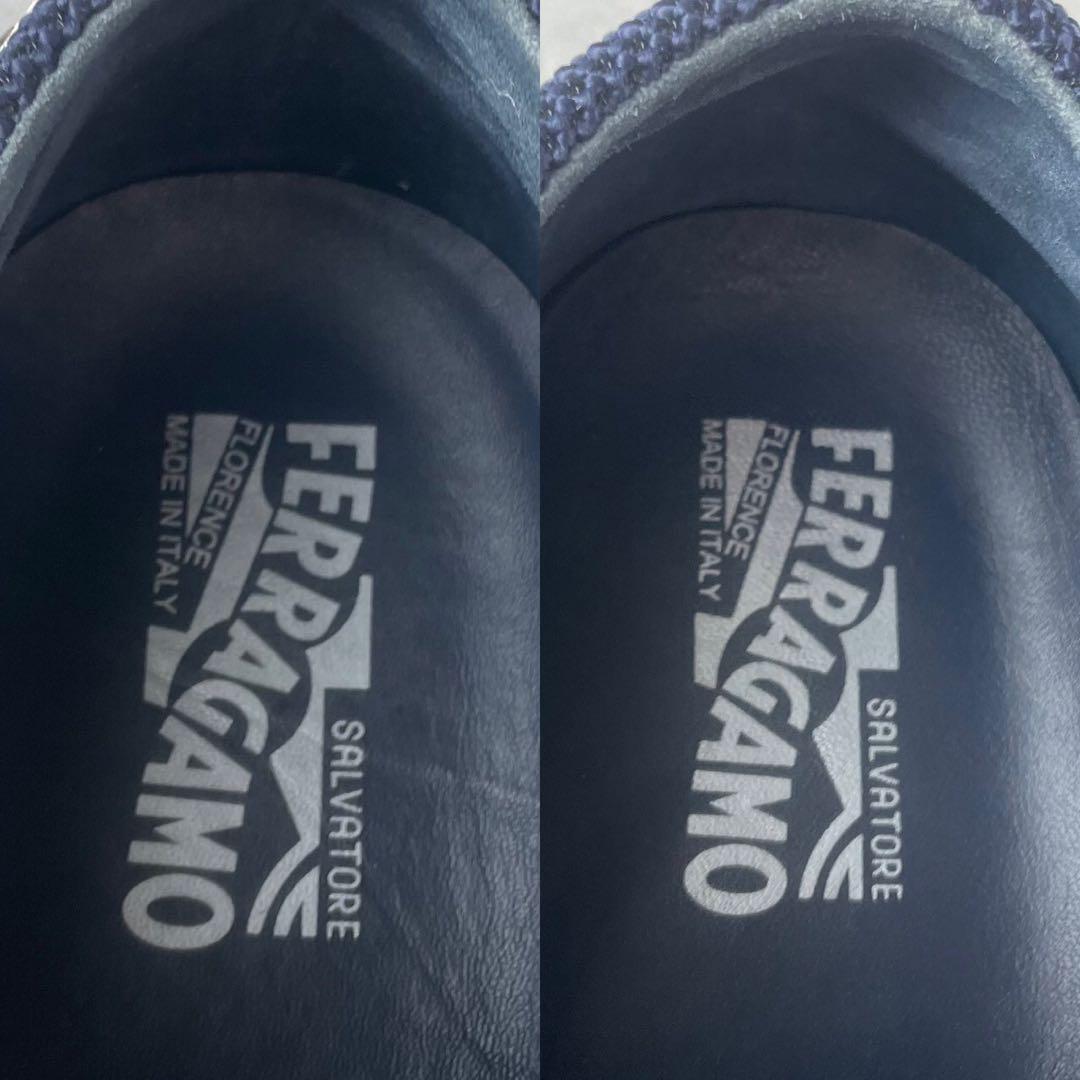 SALVATORE
FERRAGAMO
FLORENCE
MADE IN ITALY
SALVATORE
FERRAGAMO
FLORENCE
MADE IN ITALY